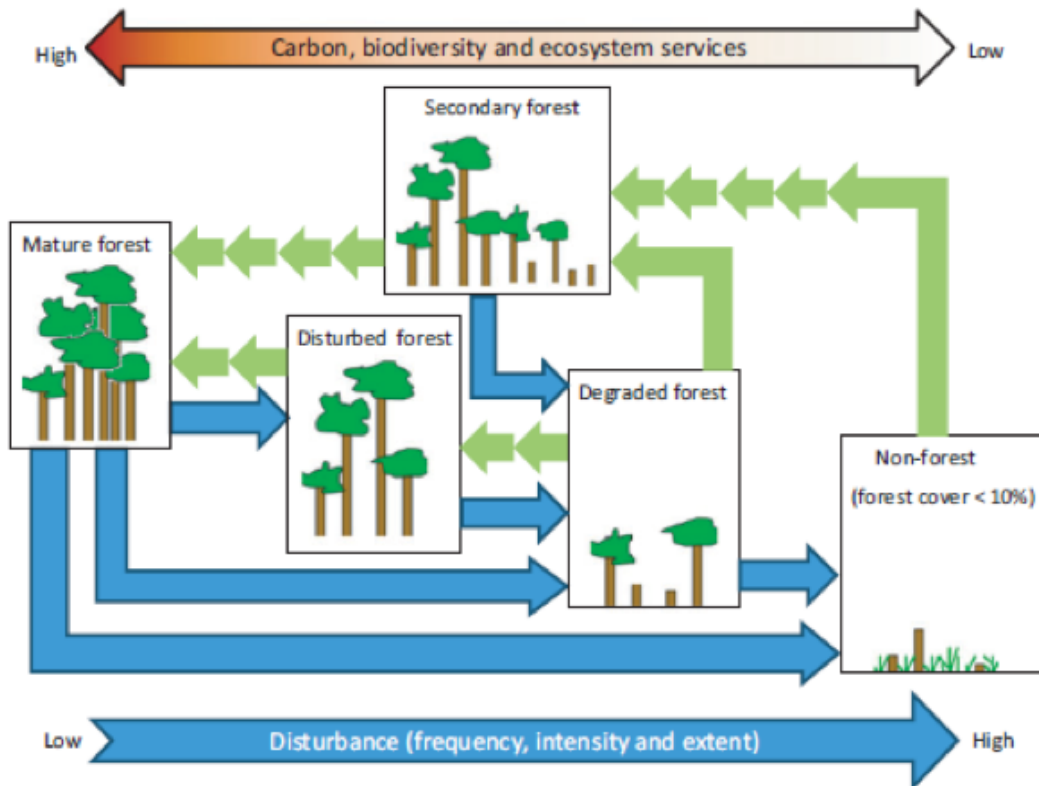 Carbon, biodiversity and ecosystem services
High
Low
Secondary forest
Mature forest
Disturbed forest
Degraded forest
Non-forest
(forest cover < 10%)
Low
Disturbance (frequency, intensity and extent)
High